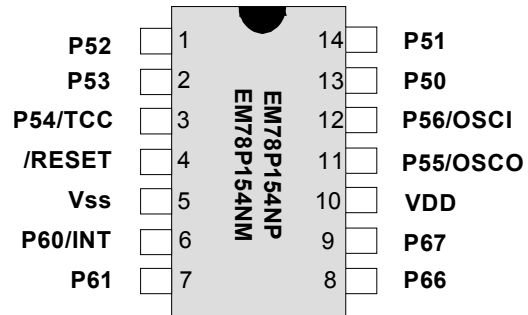 P52 1 14 P51
P53 2 13 P50
P54/TCC 3 12 P56/OSCI
/RESET 4 11 P55/OSCO
Vss 5 10 VDD
P60/INT 6 9 P67
P61 7 8 P66
EM78P154NM
EM78P154NP